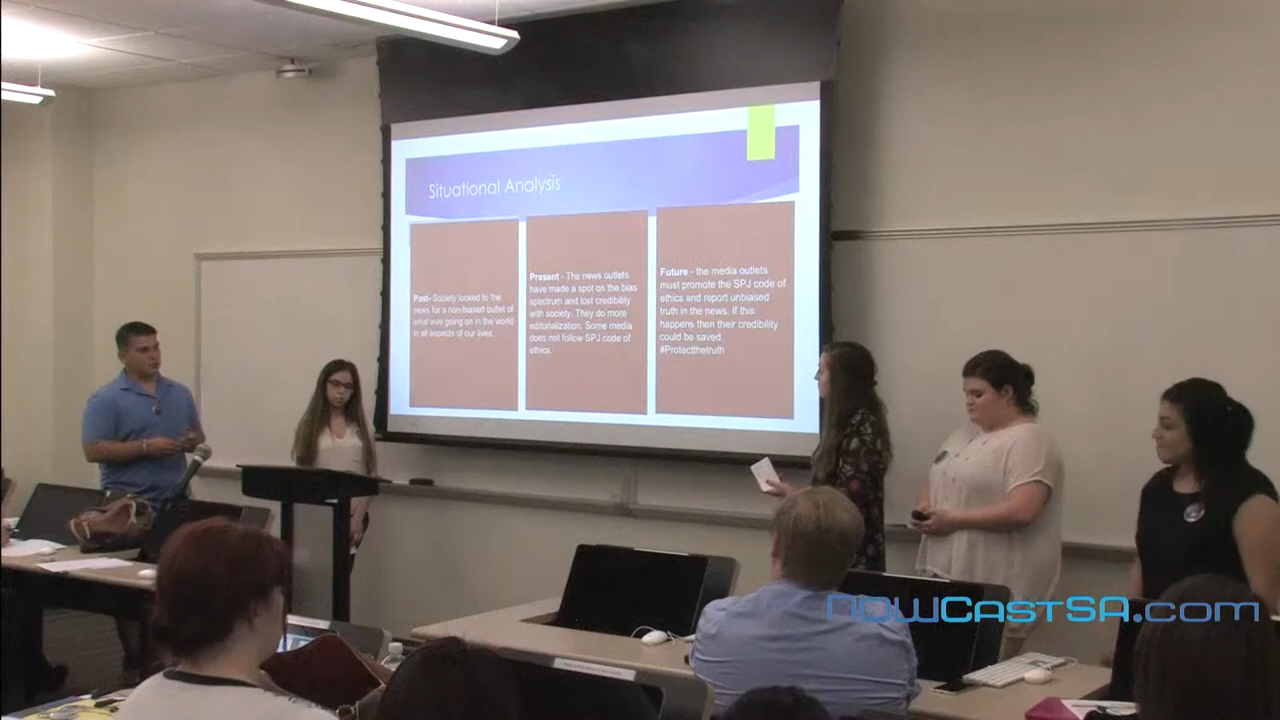 Situational Analysis
Past- Society looked to the
news for a non-biased outlet of
what was going on in the world
in all aspects of our lives.
Present - The news outlets
have made a spot on the bias
spectrum and lost credibility
with society. They do more
editorialization. Some media
does not follow SPJ code of
ethics.
Future - the media outlets
must promote the SPJ code of
ethics and report unbiased
truth in the news. If this
happens then their credibility
could be saved.
#Protectthetruth
NOWCastSA.com